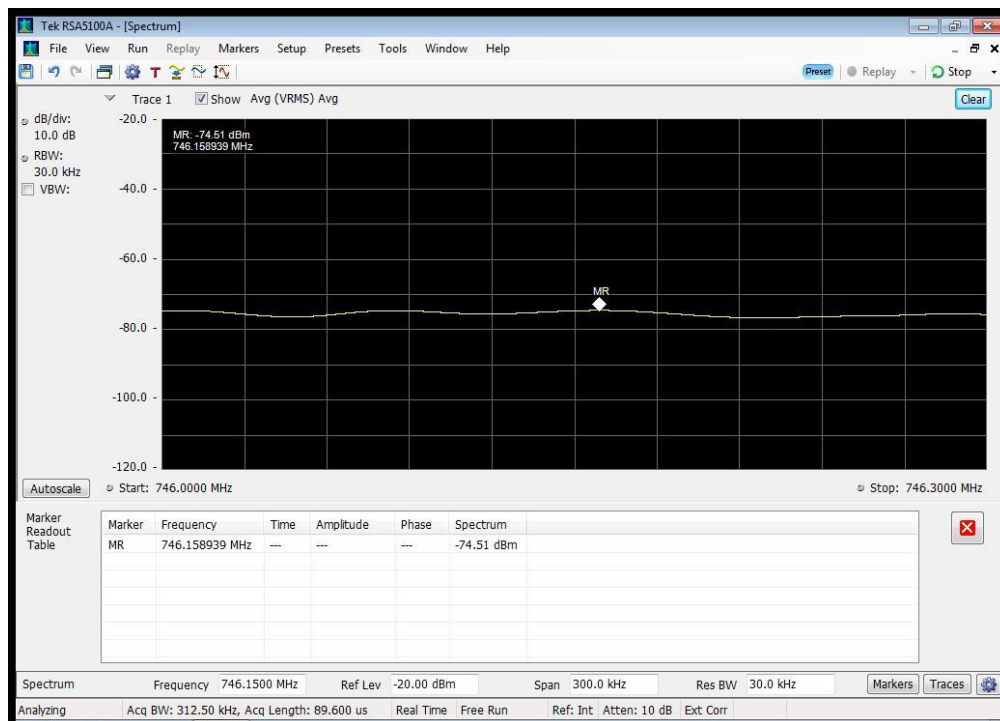 Tek RSA5100A - [Spectrum]
File View Run Replay Markers Setup Presets Tools Window Help
T Preset Replay Stop
Trace 1 Show Avg (VRMS) Avg Clear
dB/div:
10.0 dB
RBW:
30.0 kHz
VBW:
-20.0
-40.0
-60.0
-80.0
-100.0
-120.0
MR: -74.51 dBm
746.158939 MHz
MR
Autoscale Start: 746.0000 MHz Stop: 746.3000 MHz
Marker
Readout
Table
Marker Frequency Time Amplitude Phase Spectrum
MR 746.158939 MHz --- --- --- -74.51 dBm
Spectrum Frequency 746.1500 MHz Ref Lev -20.00 dBm Span 300.0 kHz Res BW 30.0 kHz Markers Traces
Analyzing Acq BW: 312.50 kHz, Acq Length: 89.600 us Real Time Free Run Ref: Int Atten: 10 dB Ext Corr